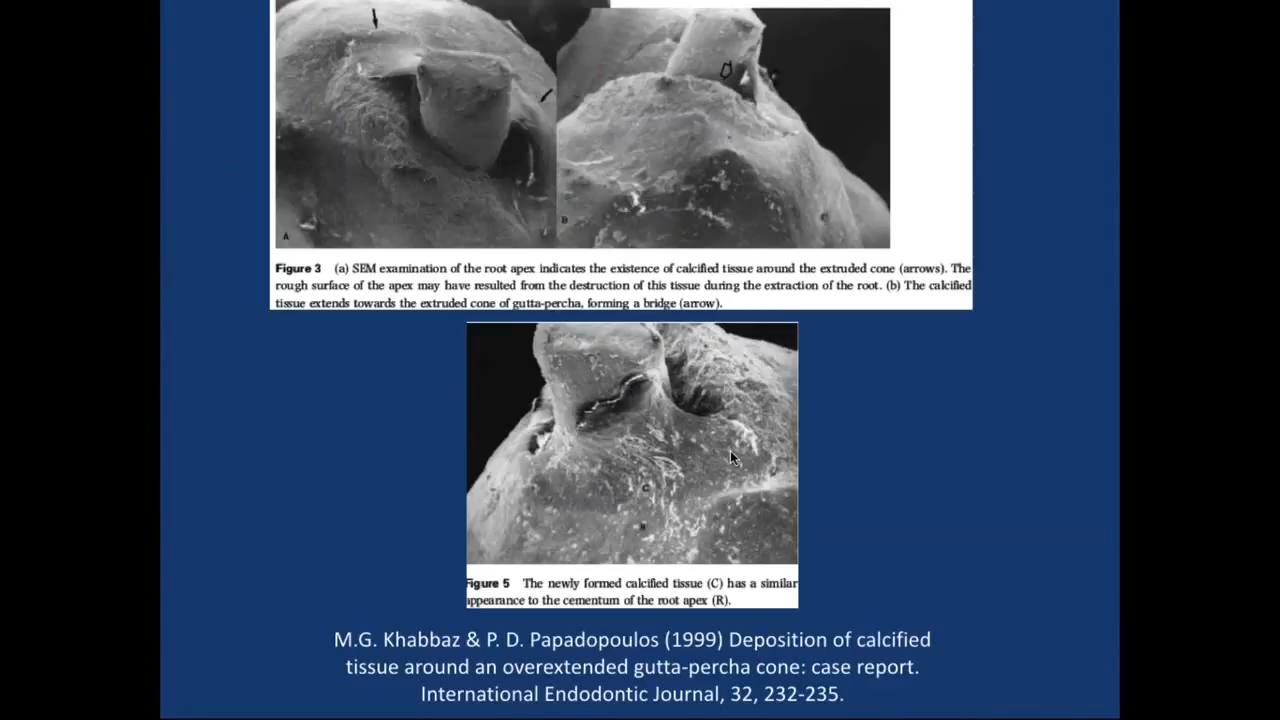 A
B
Figure 3 (a) SEM examination of the root apex indicates the existence of calcified tissue around the extruded cone (arrows). The
rough surface of the apex may have resulted from the destruction of this tissue during the extraction of the root. (b) The calcified
tissue extends towards the extruded cone of gutta-percha, forming a bridge (arrow).
C
R
Figure 5 The newly formed calcified tissue (C) has a similar
appearance to the cementum of the root apex (R).
M.G. Khabbaz & P. D. Papadopoulos (1999) Deposition of calcified
tissue around an overextended gutta-percha cone: case report.
International Endodontic Journal, 32, 232-235.